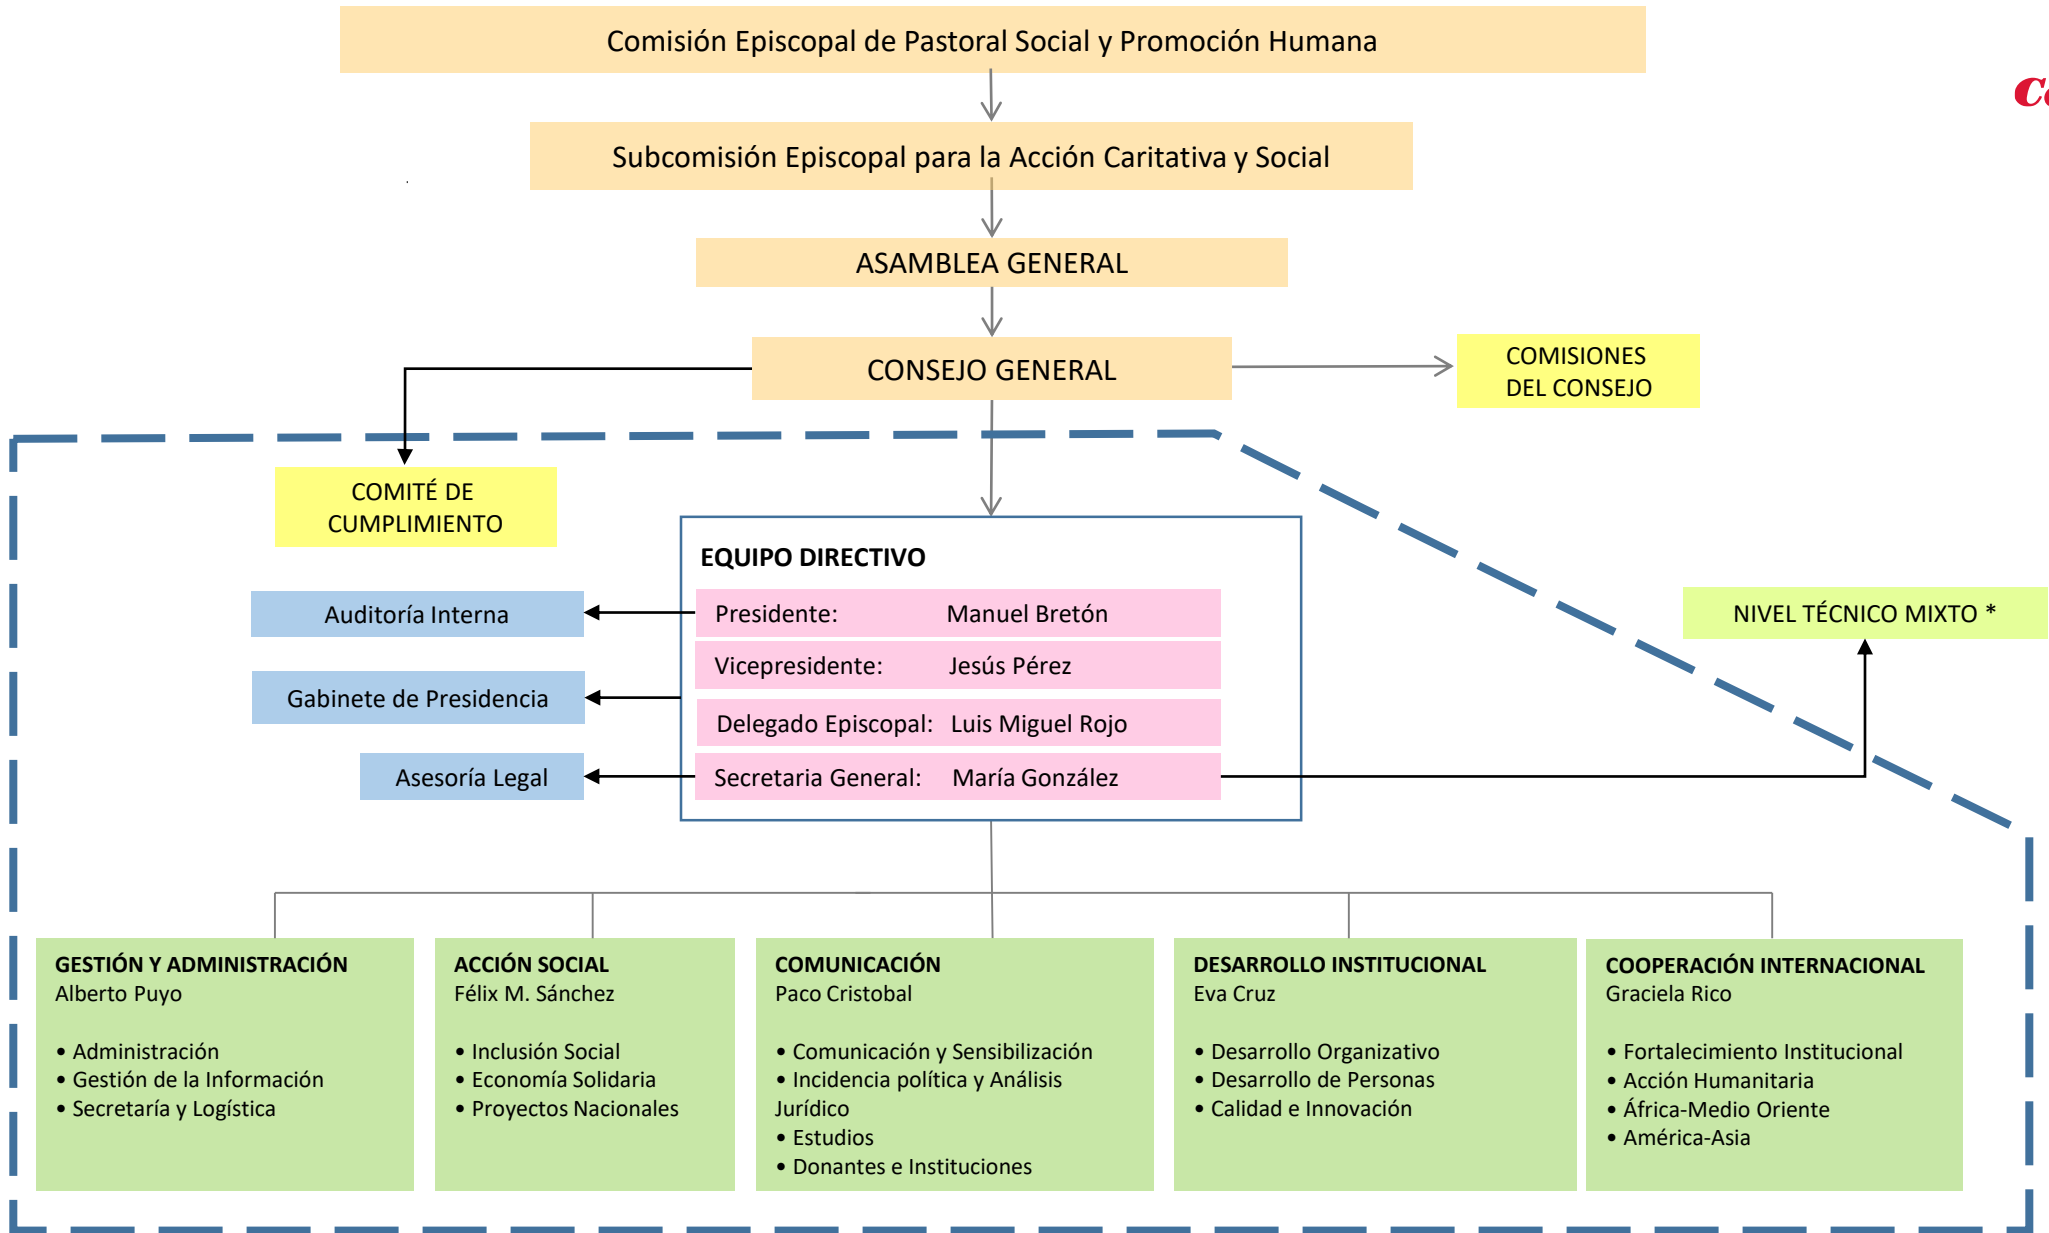 Comisión Episcopal de Pastoral Social y Promoción Humana
Subcomisión Episcopal para la Acción Caritativa y Social
ASAMBLEA GENERAL
CONSEJO GENERAL
COMISIONES
DEL CONSEJO
COMITÉ DE
CUMPLIMIENTO
EQUIPO DIRECTIVO
Auditoría Interna
Presidente: Manuel Bretón
NIVEL TÉCNICO MIXTO *
Vicepresidente: Jesús Pérez
Gabinete de Presidencia
Delegado Episcopal: Luis Miguel Rojo
Asesoría Legal
Secretaria General: María González
GESTIÓN Y ADMINISTRACIÓN
Alberto Puyo
• Administración
• Gestión de la Información
• Secretaría y Logística
ACCIÓN SOCIAL
Félix M. Sánchez
• Inclusión Social
• Economía Solidaria
• Proyectos Nacionales
COMUNICACIÓN
Paco Cristobal
• Comunicación y Sensibilización
• Incidencia política y Análisis
Jurídico
• Estudios
• Donantes e Instituciones
DESARROLLO INSTITUCIONAL
Eva Cruz
• Desarrollo Organizativo
• Desarrollo de Personas
• Calidad e Innovación
COOPERACIÓN INTERNACIONAL
Graciela Rico
• Fortalecimiento Institucional
• Acción Humanitaria
• África-Medio Oriente
• América-Asia